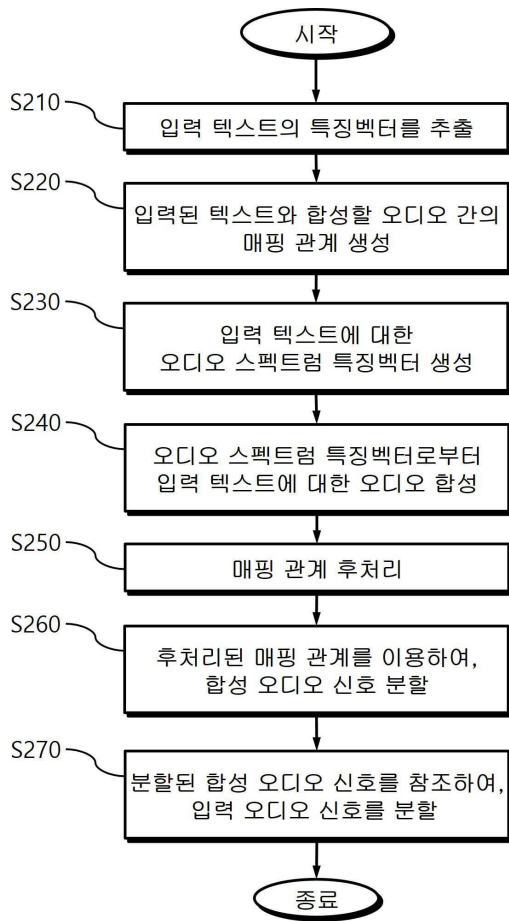 시작
S210
입력 텍스트의 특징벡터를 추출
S220
입력된 텍스트와 합성할 오디오 간의
매핑 관계 생성
S230
입력 텍스트에 대한
오디오 스펙트럼 특징벡터 생성
S240
오디오 스펙트럼 특징벡터로부터
입력 텍스트에 대한 오디오 합성
S250
매핑 관계 후처리
S260
후처리된 매핑 관계를 이용하여,
합성 오디오 신호 분할
S270
분할된 합성 오디오 신호를 참조하여,
입력 오디오 신호를 분할
종료